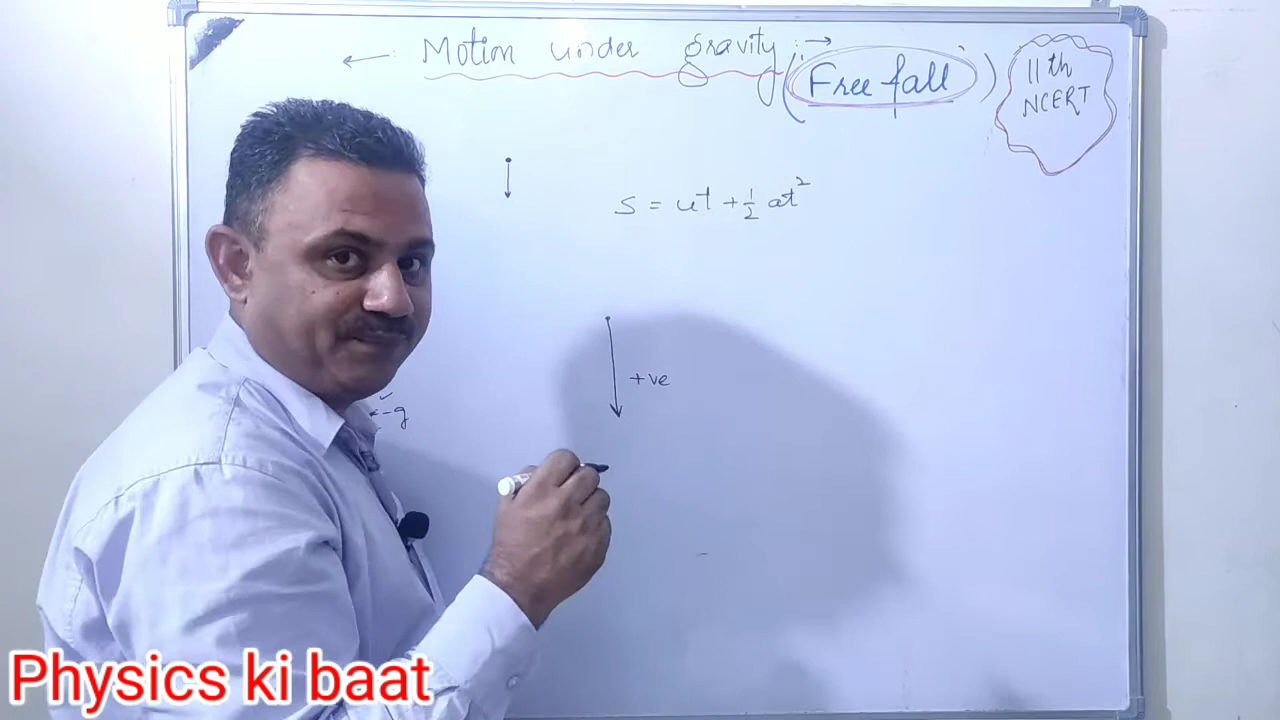 ← : Motion under gravity : →
(Free fall)
11th
NCERT
S = ut + 1/2 at²
+ve
-g
Physics ki baat